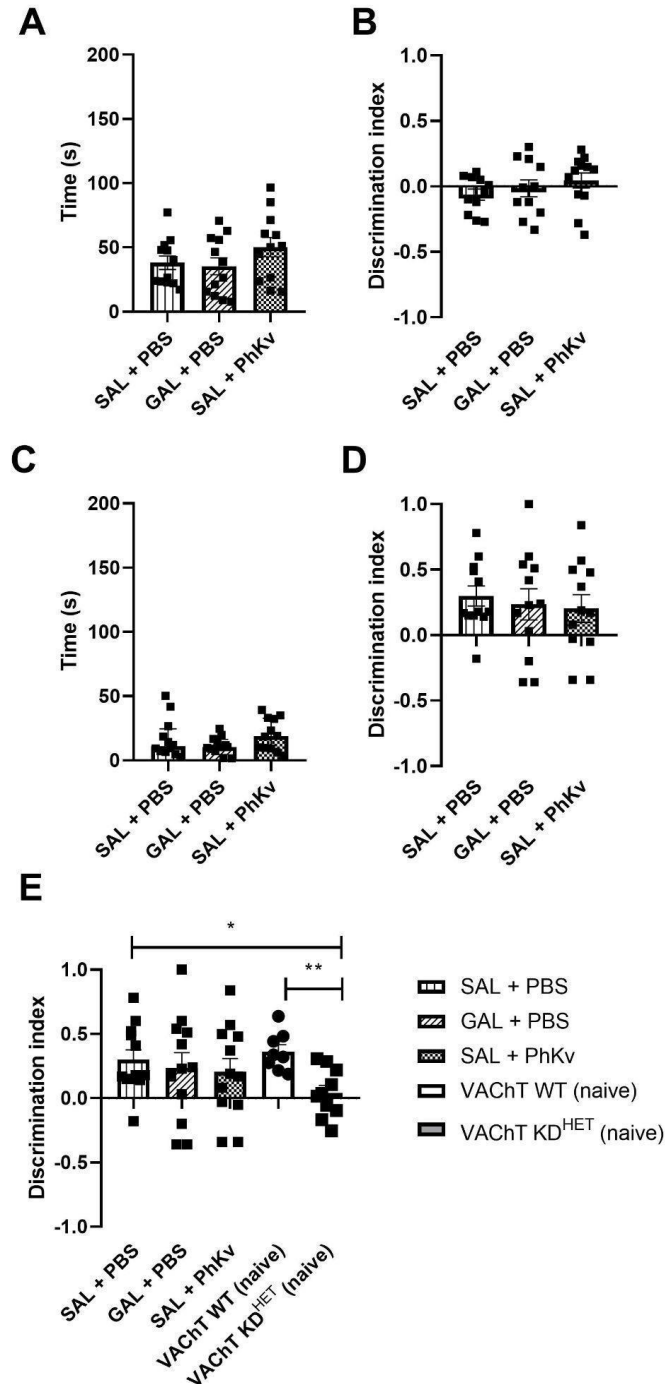 A
Time (s)
200
150
100
50
0
SAL + PBS
GAL + PBS
SAL + PhKv
B
Discrimination index
1.0
0.5
0.0
-0.5
-1.0
SAL + PBS
GAL + PBS
SAL + PhKv
C
Time (s)
200
150
100
50
0
SAL + PBS
GAL + PBS
SAL + PhKv
D
Discrimination index
1.0
0.5
0.0
-0.5
-1.0
SAL + PBS
GAL + PBS
SAL + PhKv
E
Discrimination index
1.0
0.5
0.0
-0.5
-1.0
*
**
SAL + PBS
GAL + PBS
SAL + PhKv
VAChT WT (naive)
VAChT KD^HET (naive)
SAL + PBS
GAL + PBS
SAL + PhKv
VAChT WT (naive)
VAChT KD^HET (naive)